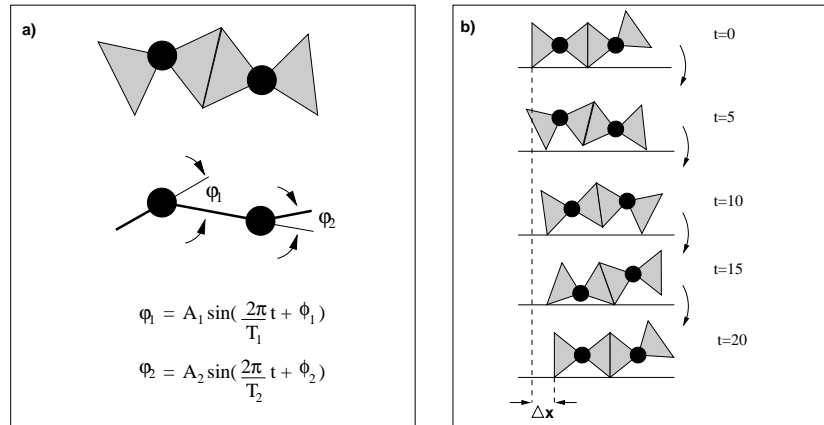 a)
φ1
φ2
φ1 = A1 sin( 2π/T1 t + ϕ1 )
φ2 = A2 sin( 2π/T2 t + ϕ2 )
b)
t=0
t=5
t=10
t=15
t=20
△x